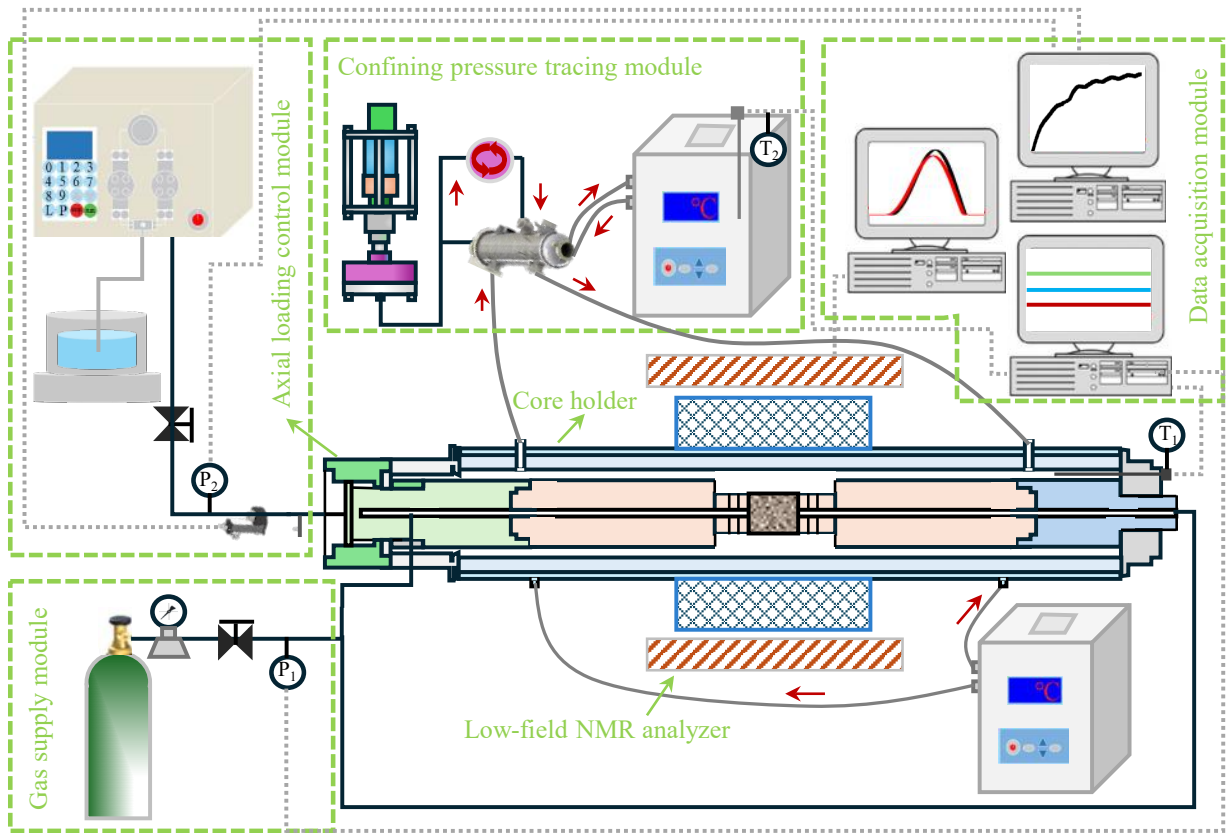 Confining pressure tracing module
Axial loading control module
Data acquisition module
Gas supply module
0 1 2 3
4 5 6 7
8 9
L P
°C
T2
Core holder
T1
P2
P1
°C
Low-field NMR analyzer